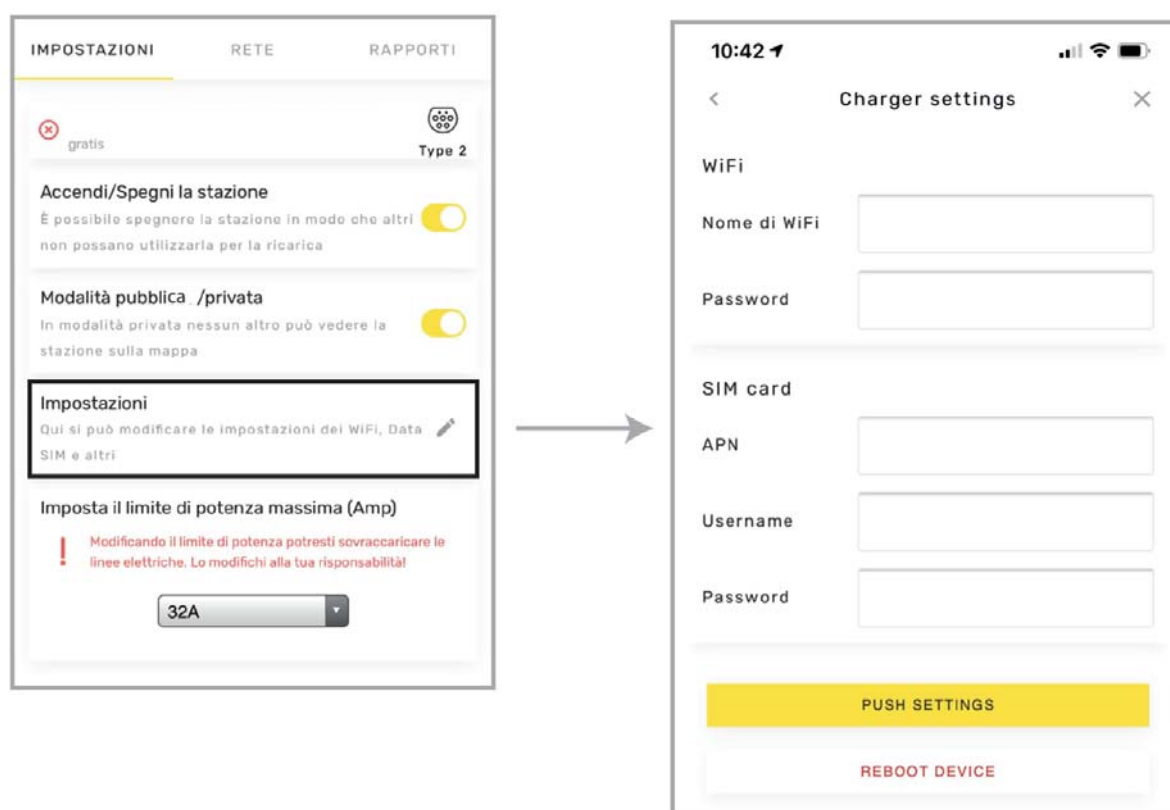 IMPOSTAZIONI RETE RAPPORTI
gratis
Type 2
Accendi/Spegni la stazione
È possibile spegnere la stazione in modo che altri
non possano utilizzarla per la ricarica
Modalità pubblica /privata
In modalità privata nessun altro può vedere la
stazione sulla mappa
Impostazioni
Qui si può modificare le impostazioni dei WiFi, Data
SIM e altri
Imposta il limite di potenza massima (Amp)
Modificando il limite di potenza potresti sovraccaricare le
linee elettriche. Lo modifichi alla tua risponsabilità!
32A
10:42
Charger settings
WiFi
Nome di WiFi
Password
SIM card
APN
Username
Password
PUSH SETTINGS
REBOOT DEVICE